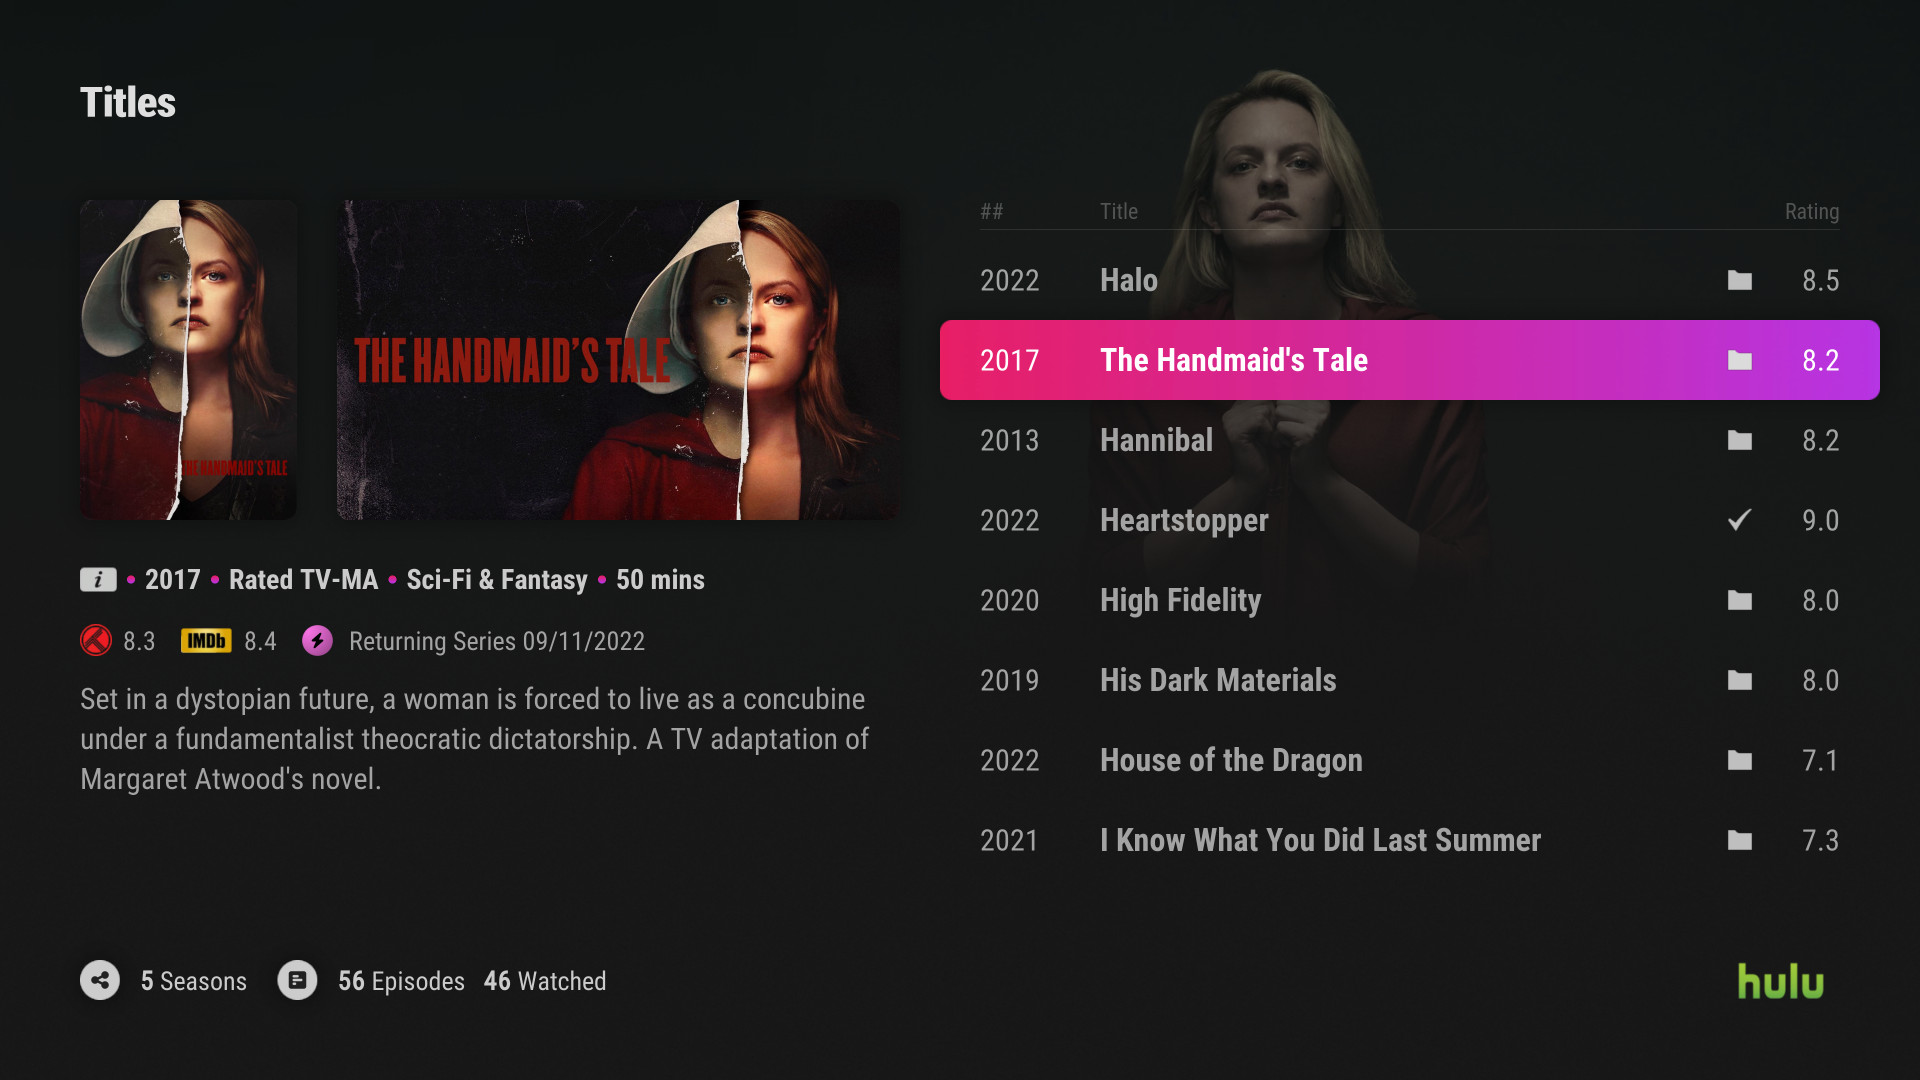 Titles
THE HANDMAID'S TALE
THE HANDMAID'S TALE
i • 2017 • Rated TV-MA • Sci-Fi & Fantasy • 50 mins
8.3 IMDb 8.4 Returning Series 09/11/2022
Set in a dystopian future, a woman is forced to live as a concubine
under a fundamentalist theocratic dictatorship. A TV adaptation of
Margaret Atwood's novel.
5 Seasons 56 Episodes 46 Watched
## Title Rating
2022 Halo 8.5
2017 The Handmaid's Tale 8.2
2013 Hannibal 8.2
2022 Heartstopper 9.0
2020 High Fidelity 8.0
2019 His Dark Materials 8.0
2022 House of the Dragon 7.1
2021 I Know What You Did Last Summer 7.3
hulu